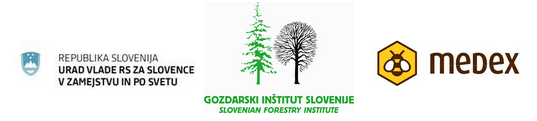 REPUBLIKA SLOVENIJA
URAD VLADE RS ZA SLOVENCE
V ZAMEJSTVU IN PO SVETU
GOZDARSKI INŠTITUT SLOVENIJE
SLOVENIAN FORESTRY INSTITUTE
medex